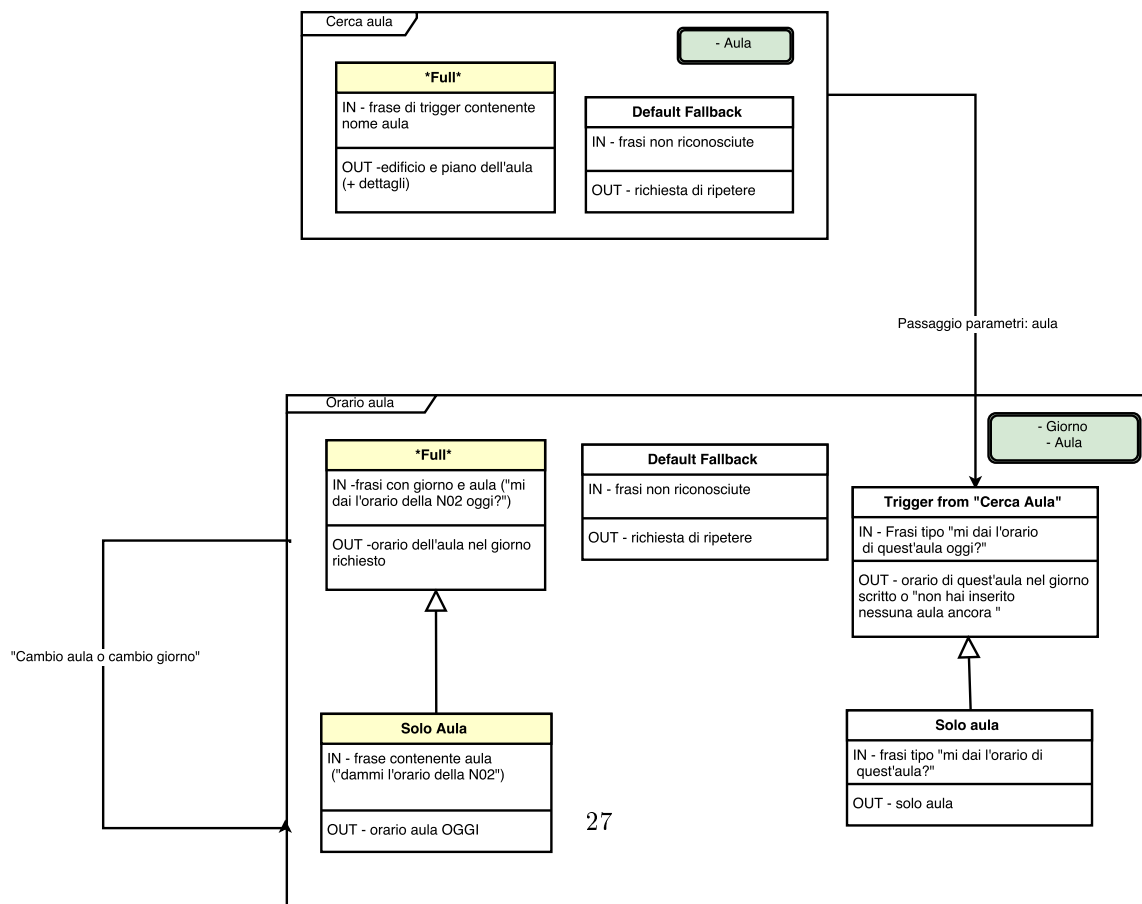 Cerca aula
- Aula
*Full*
IN - frase di trigger contenente
nome aula
OUT -edificio e piano dell'aula
(+ dettagli)
Default Fallback
IN - frasi non riconosciute
OUT - richiesta di ripetere
Passaggio parametri: aula
Orario aula
- Giorno
- Aula
*Full*
IN -frasi con giorno e aula ("mi
dai l'orario della N02 oggi?")
OUT -orario dell'aula nel giorno
richiesto
Default Fallback
IN - frasi non riconosciute
OUT - richiesta di ripetere
Trigger from "Cerca Aula"
IN - Frasi tipo "mi dai l'orario
di quest'aula oggi?"
OUT - orario di quest'aula nel giorno
scritto o "non hai inserito
nessuna aula ancora "
"Cambio aula o cambio giorno"
Solo Aula
IN - frase contenente aula
("dammi l'orario della N02")
OUT - orario aula OGGI
27
Solo aula
IN - frasi tipo "mi dai l'orario di
quest'aula?"
OUT - solo aula